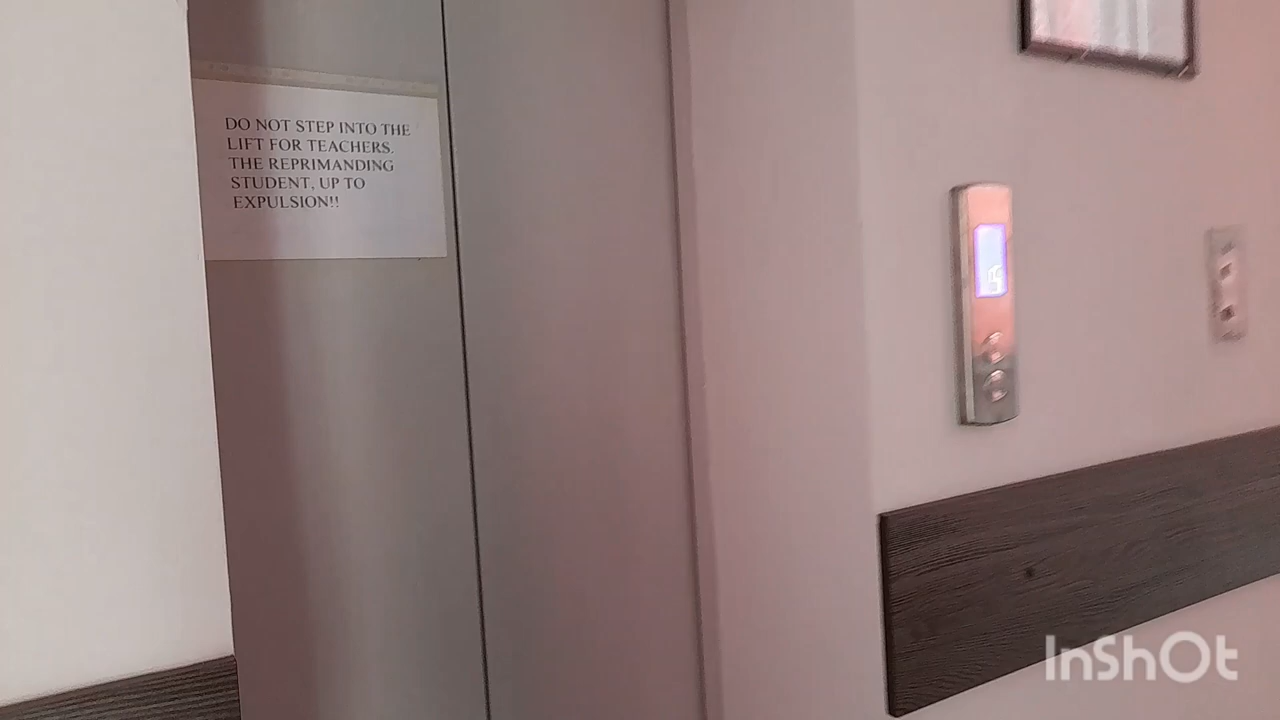 DO NOT STEP INTO THE
LIFT FOR TEACHERS.
THE REPRIMANDING
STUDENT, UP TO
EXPULSION!!
InShOt